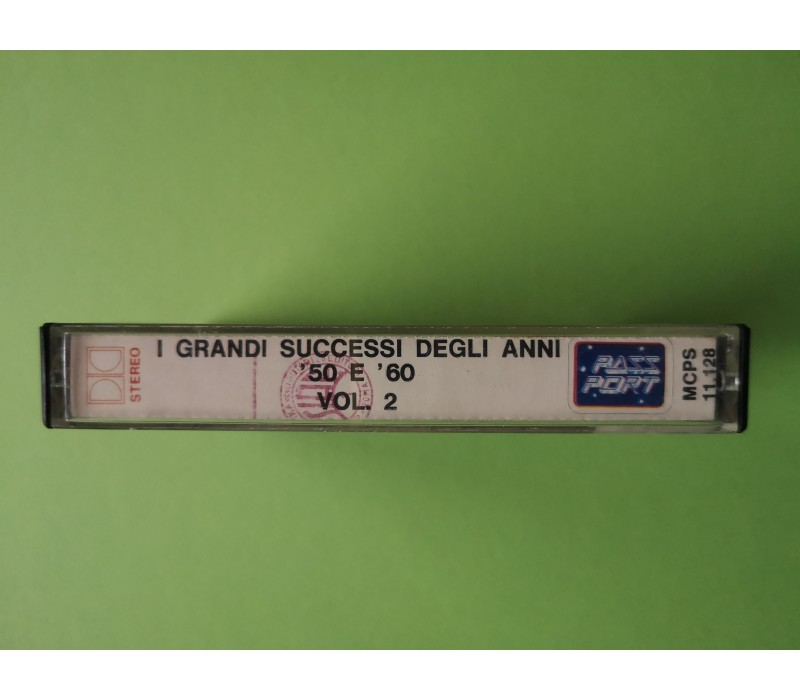 STEREO
I GRANDI SUCCESSI DEGLI ANNI
'50 E '60
VOL. 2
PASS
PORT
MCPS
11.128